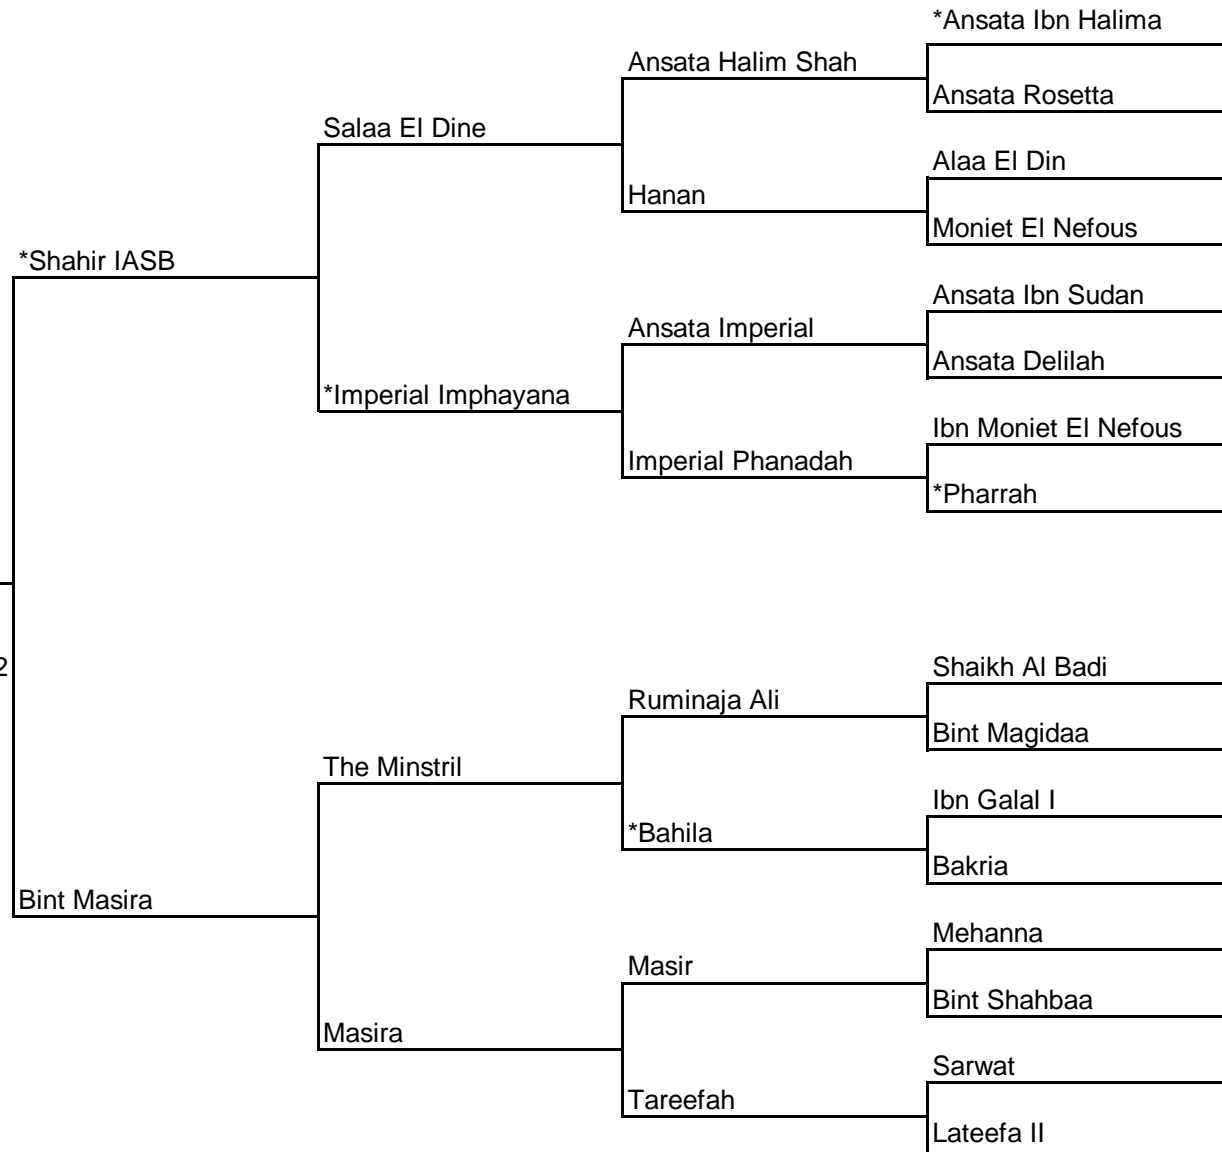 *Ansata Ibn Halima
Ansata Halim Shah
Ansata Rosetta
Salaa El Dine
Alaa El Din
Hanan
Moniet El Nefous
*Shahir IASB
Ansata Ibn Sudan
Ansata Imperial
Ansata Delilah
*Imperial Imphayana
Ibn Moniet El Nefous
Imperial Phanadah
*Pharrah
2
Shaikh Al Badi
Ruminaja Ali
Bint Magidaa
The Minstril
Ibn Galal I
*Bahila
Bakria
Bint Masira
Mehanna
Masir
Bint Shahbaa
Masira
Sarwat
Tareefah
Lateefa II